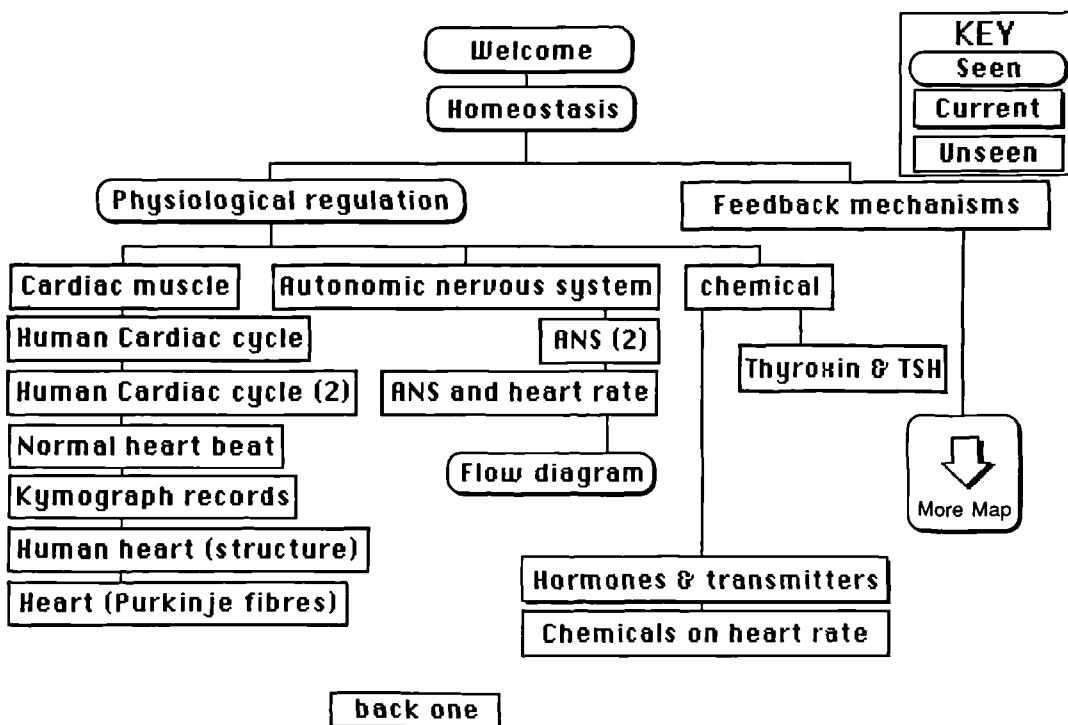 Welcome
Homeostasis
KEY
Seen
Current
Unseen
Physiological regulation
Feedback mechanisms
Cardiac muscle
Autonomic nervous system
chemical
Human Cardiac cycle
ANS (2)
Thyroxin & TSH
Human Cardiac cycle (2)
ANS and heart rate
Normal heart beat
Flow diagram
Kymograph records
More Map
Human heart (structure)
Hormones & transmitters
Heart (Purkinje fibres)
Chemicals on heart rate
back one